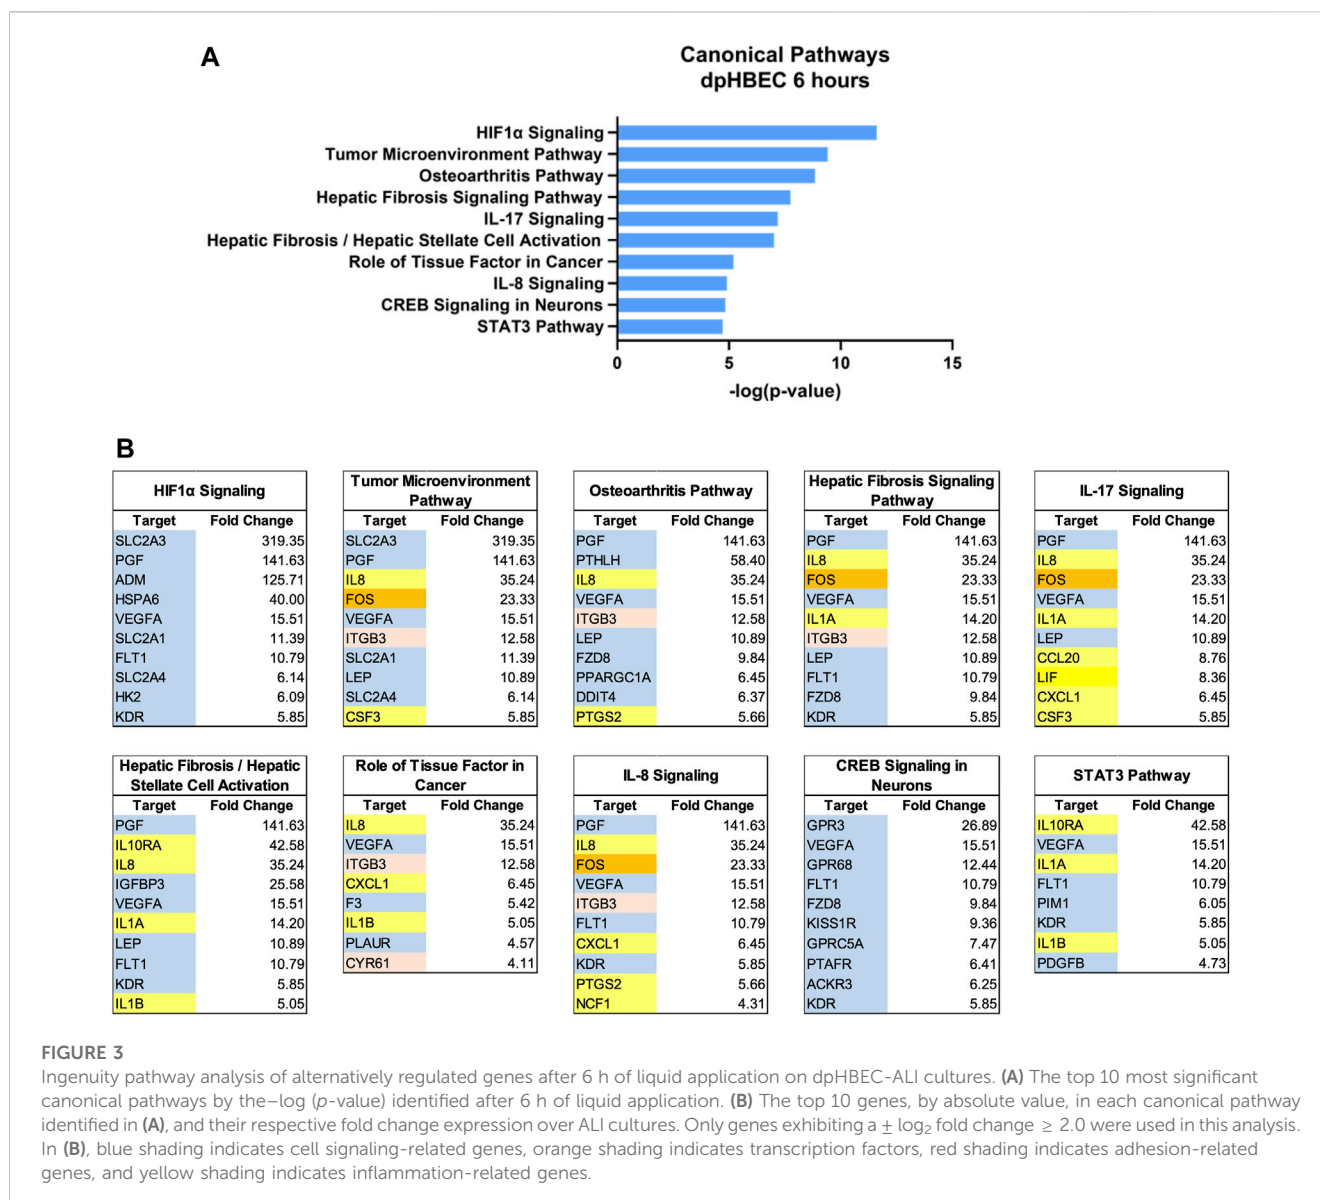 A
Canonical Pathways
dpHBEC 6 hours
HIF1α Signaling
Tumor Microenvironment Pathway
Osteoarthritis Pathway
Hepatic Fibrosis Signaling Pathway
IL-17 Signaling
Hepatic Fibrosis / Hepatic Stellate Cell Activation
Role of Tissue Factor in Cancer
IL-8 Signaling
CREB Signaling in Neurons
STAT3 Pathway
0 5 10 15
-log(p-value)
B
HIF1α Signaling
Target Fold Change
SLC2A3 319.35
PGF 141.63
ADM 125.71
HSPA6 40.00
VEGFA 15.51
SLC2A1 11.39
FLT1 10.79
SLC2A4 6.14
HK2 6.09
KDR 5.85
Tumor Microenvironment
Pathway
Target Fold Change
SLC2A3 319.35
PGF 141.63
IL8 35.24
FOS 23.33
VEGFA 15.51
ITGB3 12.58
SLC2A1 11.39
LEP 10.89
SLC2A4 6.14
CSF3 5.85
Osteoarthritis Pathway
Target Fold Change
PGF 141.63
PTHLH 58.40
IL8 35.24
VEGFA 15.51
ITGB3 12.58
LEP 10.89
FZD8 9.84
PPARGC1A 6.45
DDIT4 6.37
PTGS2 5.66
Hepatic Fibrosis Signaling
Pathway
Target Fold Change
PGF 141.63
IL8 35.24
FOS 23.33
VEGFA 15.51
IL1A 14.20
ITGB3 12.58
LEP 10.89
FLT1 10.79
FZD8 9.84
KDR 5.85
IL-17 Signaling
Target Fold Change
PGF 141.63
IL8 35.24
FOS 23.33
VEGFA 15.51
IL1A 14.20
LEP 10.89
CCL20 8.76
LIF 8.36
CXCL1 6.45
CSF3 5.85
Hepatic Fibrosis / Hepatic
Stellate Cell Activation
Target Fold Change
PGF 141.63
IL10RA 42.58
IL8 35.24
IGFBP3 25.58
VEGFA 15.51
IL1A 14.20
LEP 10.89
FLT1 10.79
KDR 5.85
IL1B 5.05
Role of Tissue Factor in
Cancer
Target Fold Change
IL8 35.24
VEGFA 15.51
ITGB3 12.58
CXCL1 6.45
F3 5.42
IL1B 5.05
PLAUR 4.57
CYR61 4.11
IL-8 Signaling
Target Fold Change
PGF 141.63
IL8 35.24
FOS 23.33
VEGFA 15.51
ITGB3 12.58
FLT1 10.79
CXCL1 6.45
KDR 5.85
PTGS2 5.66
NCF1 4.31
CREB Signaling in
Neurons
Target Fold Change
GPR3 26.89
VEGFA 15.51
GPR68 12.44
FLT1 10.79
FZD8 9.84
KISS1R 9.36
GPRC5A 7.47
PTAFR 6.41
ACKR3 6.25
KDR 5.85
STAT3 Pathway
Target Fold Change
IL10RA 42.58
VEGFA 15.51
IL1A 14.20
FLT1 10.79
PIM1 6.05
KDR 5.85
IL1B 5.05
PDGFB 4.73
FIGURE 3
Ingenuity pathway analysis of alternatively regulated genes after 6 h of liquid application on dpHBEC-ALI cultures. (A) The top 10 most significant
canonical pathways by the–log (p-value) identified after 6 h of liquid application. (B) The top 10 genes, by absolute value, in each canonical pathway
identified in (A), and their respective fold change expression over ALI cultures. Only genes exhibiting a ± log₂ fold change ≥ 2.0 were used in this analysis.
In (B), blue shading indicates cell signaling-related genes, orange shading indicates transcription factors, red shading indicates adhesion-related
genes, and yellow shading indicates inflammation-related genes.